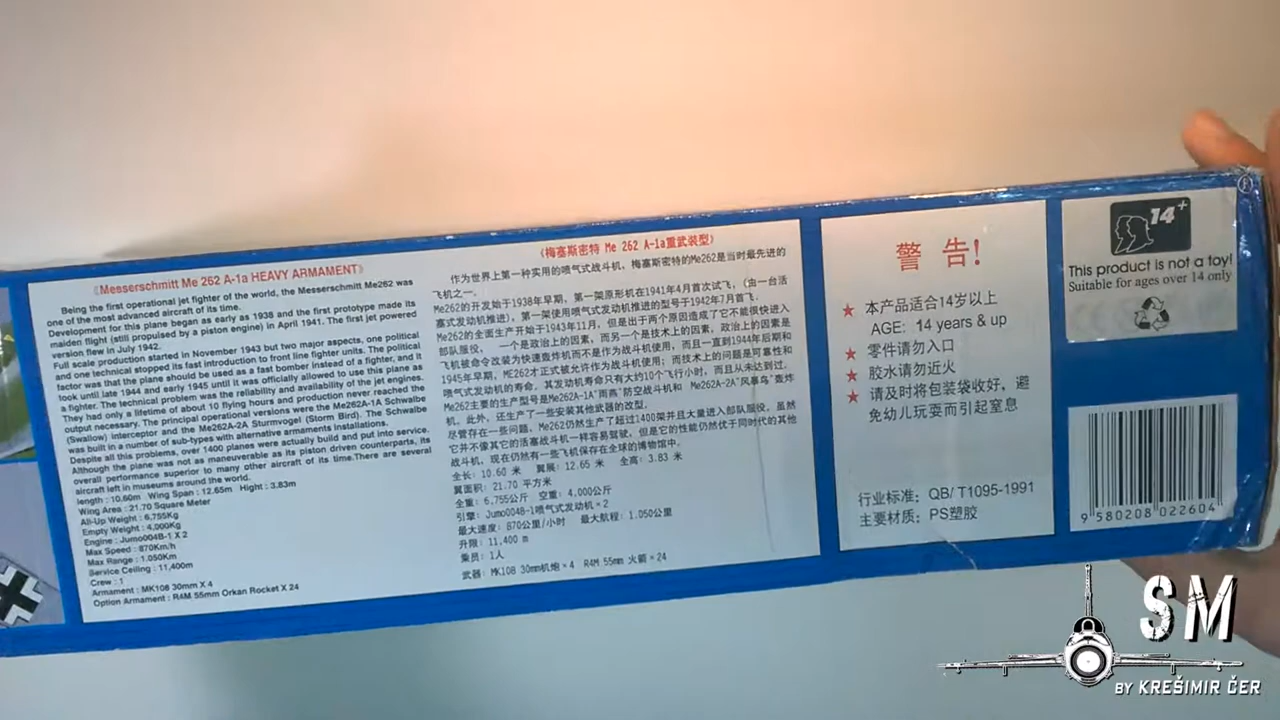 《Messerschmitt Me 262 A-1a HEAVY ARMAMENT》
Being the first operational jet fighter of the world, the Messerschmitt Me262 was
one of the most advanced aircraft of its time.
Development for this plane began as early as 1938 and the first prototype made its
maiden flight (still propulsed by a piston engine) in April 1941. The first jet powered
version flew in July 1942.
Full scale production started in November 1943 but two major aspects, one political
and one technical stopped its fast introduction to front line fighter units. The political
factor was that the plane should be used as a fast bomber instead of a fighter, and it
took until late 1944 and early 1945 until it was officially allowed to use this plane as
a fighter. The technical problem was the reliability and availability of the jet engines.
They had only a lifetime of about 10 flying hours and production never reached the
output necessary. The principal operational versions were the Me262A-1A Schwalbe
(Swallow) interceptor and the Me262A-2A Sturmvogel (Storm Bird). The Schwalbe
was built in a number of sub-types with alternative armaments installations.
Despite all this problems, over 1400 planes were actually build and put into service.
Although the plane was not as maneuverable as its piston driven counterparts, its
overall performance superior to many other aircraft of its time.There are several
aircraft left in museums around the world.
length : 10.60m Wing Span : 12.65m Hight : 3.83m
Wing Area : 21.70 Square Meter
All-Up Weight : 6,755Kg
Empty Weight : 4,000Kg
Engine : Jumo004B-1 X 2
Max Speed : 870Km/h
Max Range : 1.050Km
Service Ceiling : 11,400m
Crew : 1
Armament : MK108 30mm X 4
Option Armament : R4M 55mm Orkan Rocket X 24
《梅塞斯密特 Me 262 A-1a重武装型》
作为世界上第一种实用的喷气式战斗机，梅塞斯密特的Me262是当时最先进的
飞机之一.
Me262的开发始于1938年早期，第一架原形机在1941年4月首次试飞，(由一台活
塞式发动机推进)。第一架使用喷气式发动机推进的型号于1942年7月首飞.
Me262的全面生产开始于1943年11月，但是出于两个原因造成了它不能很快进入
部队服役， 一个是政治上的因素，而另一个是技术上的因素，政治上的因素是
飞机被命令改装为快速轰炸机而不是作为战斗机使用，而且一直到1944年后期和
1945年早期，ME262才正式被允许作为战斗机使用；而技术上的问题是可靠性和
喷气式发动机的寿命，其发动机寿命只有大约10个飞行小时，而且从未达到过.
Me262主要的生产型号是Me262A-1A"雨燕"防空战斗机和 Me262A-2A"风暴鸟"轰炸
机，此外，还生产了一些安装其他武器的改型.
尽管存在一些问题，Me262仍然生产了超过1400架并且大量进入部队服役，虽然
它并不像其它的活塞战斗机一样容易驾驶，但是它的性能仍然优于同时代的其他
战斗机，现在仍然有一些飞机保存在全球的博物馆中.
全长：10.60 米 翼展：12.65 米 全高：3.83 米
翼面积：21.70 平方米
全重：6,755公斤 空重：4,000公斤
引擎：Jumo004B-1喷气式发动机×2
最大速度：870公里/小时 最大航程：1.050公里
升限：11,400 m
乘员：1人
武器：MK108 30mm机炮×4 R4M 55mm 火箭×24
警告!
★ 本产品适合14岁以上
AGE: 14 years & up
★ 零件请勿入口
★ 胶水请勿近火
★ 请及时将包装袋收好，避
免幼儿玩耍而引起窒息
行业标准：QB/ T1095-1991
主要材质：PS塑胶
®
14+
This product is not a toy!
Suitable for ages over 14 only
9 580208 022604
SM
BY KREŠIMIR ČER